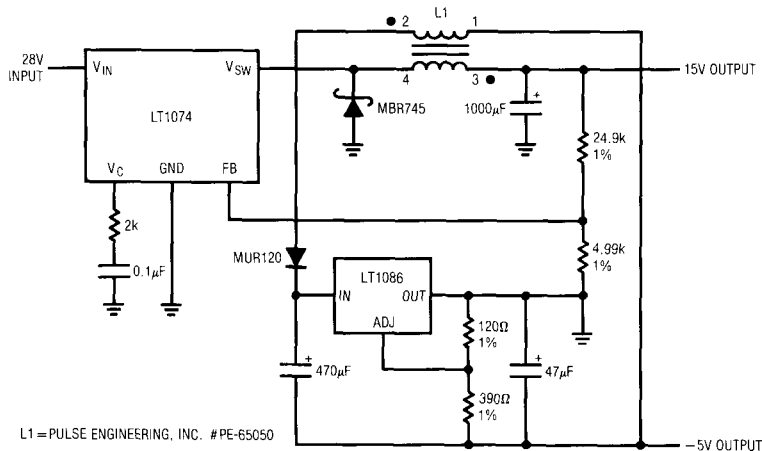 L1
2
1
28V
INPUT
VIN
VSW
4
3
15V OUTPUT
LT1074
MBR745
1000μF
+
24.9k
1%
VC
GND
FB
2k
0.1μF
MUR120
LT1086
IN
OUT
ADJ
4.99k
1%
120Ω
1%
470μF
+
47μF
+
390Ω
1%
L1=PULSE ENGINEERING, INC. #PE-65050
−5V OUTPUT